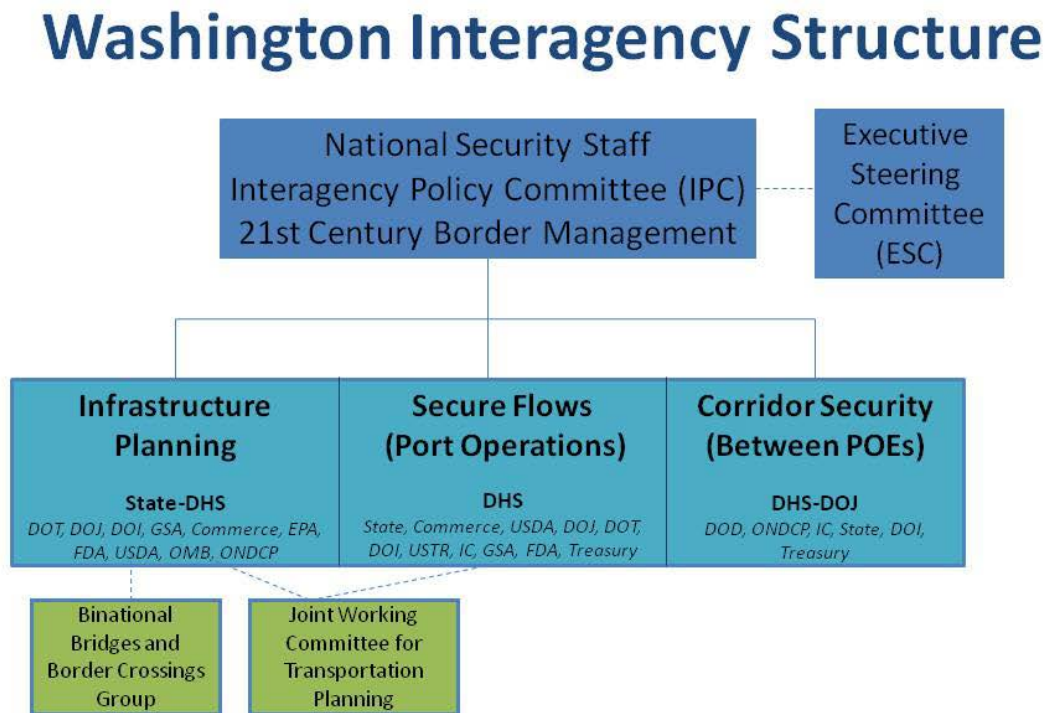 Washington Interagency Structure
National Security Staff
Interagency Policy Committee (IPC)
21st Century Border Management
Executive
Steering
Committee
(ESC)
Infrastructure
Planning
State-DHS
DOT, DOJ, DOI, GSA, Commerce, EPA,
FDA, USDA, OMB, ONDCP
Secure Flows
(Port Operations)
DHS
State, Commerce, USDA, DOJ, DOT,
DOI, USTR, IC, GSA, FDA, Treasury
Corridor Security
(Between POEs)
DHS-DOJ
DOD, ONDCP, IC, State, DOI,
Treasury
Binational
Bridges and
Border Crossings
Group
Joint Working
Committee for
Transportation
Planning